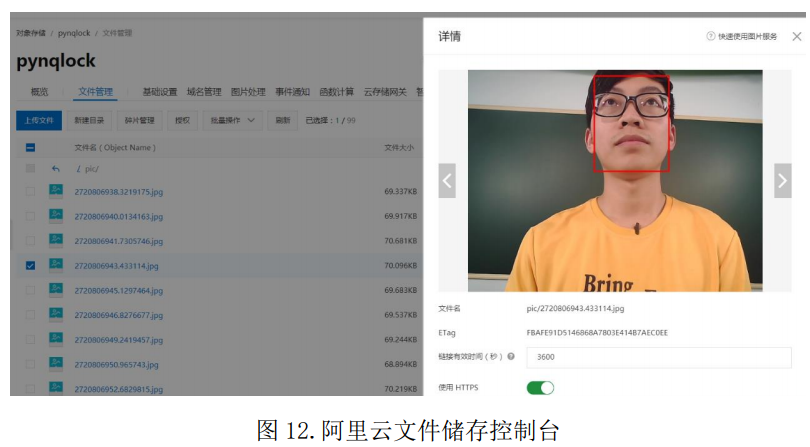 对象存储 / pynqlock / 文件管理
pynqlock
概览 文件管理 基础设置 域名管理 图片处理 事件通知 函数计算 云存储网关
上传文件 新建目录 碎片管理 授权 批量操作 刷新 已选择：1 / 99
文件名（Object Name） 文件大小
/ pic/
2720806938.3219175.jpg 69.337KB
2720806940.0134163.jpg 69.917KB
2720806941.7305746.jpg 70.681KB
2720806943.433114.jpg 70.096KB
2720806945.1297464.jpg 69.683KB
2720806946.8276677.jpg 69.537KB
2720806949.2419457.jpg 69.244KB
2720806950.965743.jpg 68.894KB
2720806952.6829815.jpg 70.219KB
详情 快速使用图片服务
Bring
文件名 pic/2720806943.433114.jpg
ETag FBAFE91D5146868A7803E414B7AEC0EE
链接有效时间（秒） 3600
使用 HTTPS
图 12.阿里云文件储存控制台